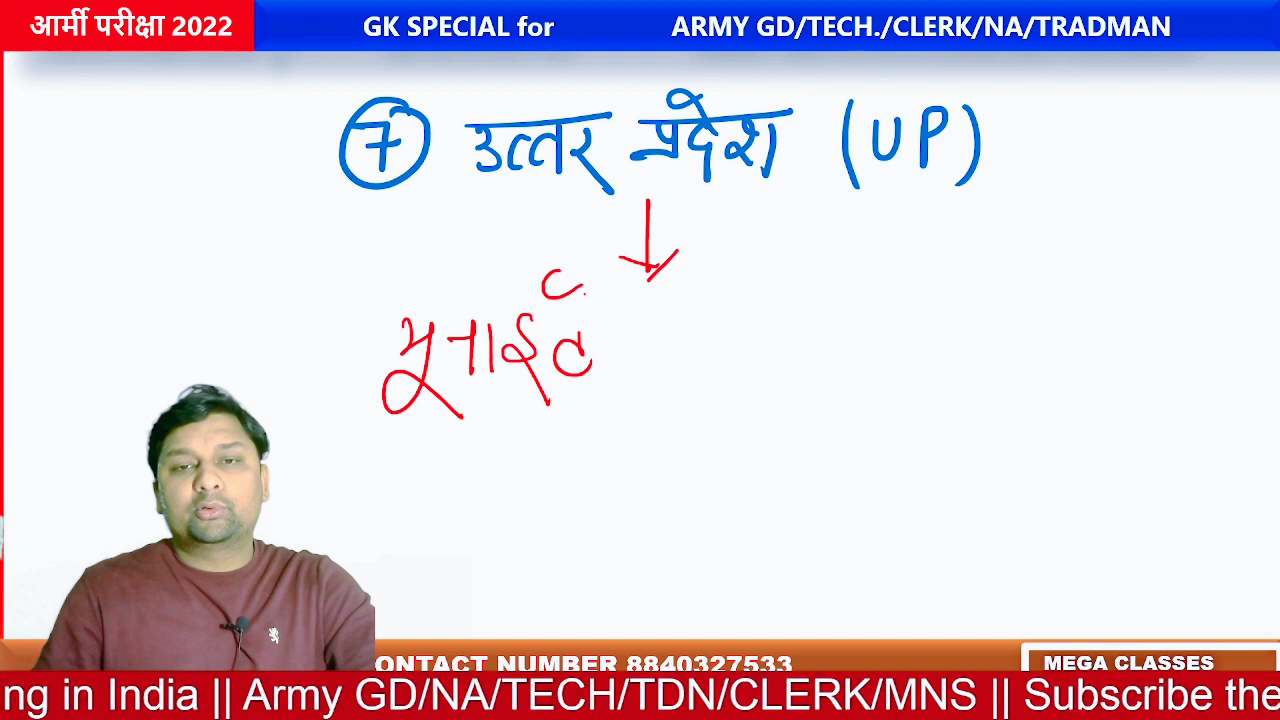 आर्मी परीक्षा 2022
GK SPECIAL for ARMY GD/TECH./CLERK/NA/TRADMAN
7 उत्तर प्रदेश (UP)
ONTACT NUMBER 8840327533
MEGA CLASSES
ng in India || Army GD/NA/TECH/TDN/CLERK/MNS || Subscribe the